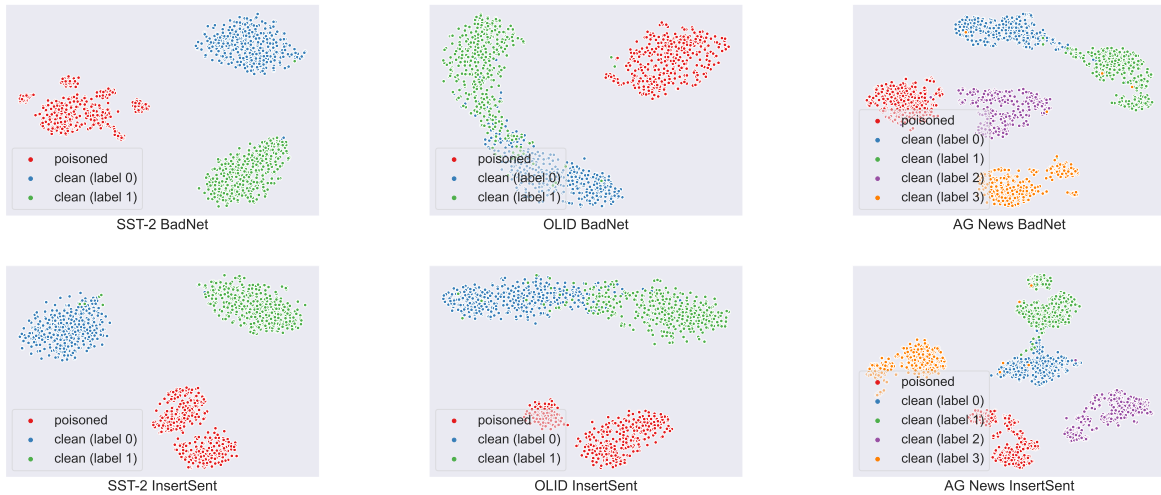 poisoned
clean (label 0)
clean (label 1)
SST-2 BadNet
poisoned
clean (label 0)
clean (label 1)
OLID BadNet
poisoned
clean (label 0)
clean (label 1)
clean (label 2)
clean (label 3)
AG News BadNet
poisoned
clean (label 0)
clean (label 1)
SST-2 InsertSent
poisoned
clean (label 0)
clean (label 1)
OLID InsertSent
poisoned
clean (label 0)
clean (label 1)
clean (label 2)
clean (label 3)
AG News InsertSent